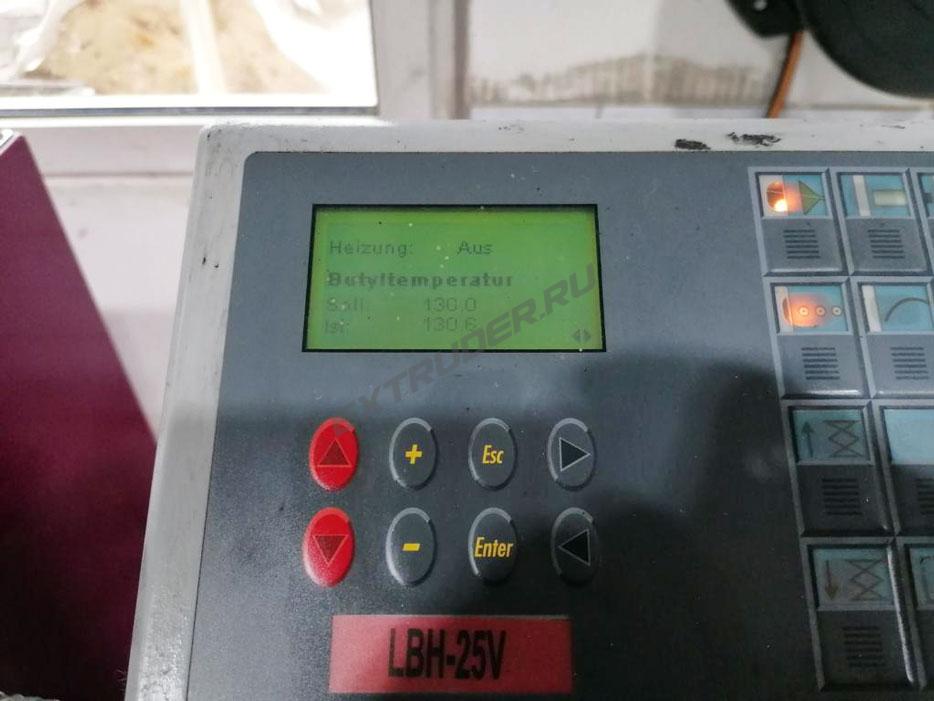 Heizung: Aus
Butyltemperatur
Soll: 130.0
Ist: 130.6
EXTRUDER.RU
+
Esc
-
Enter
LBH-25V